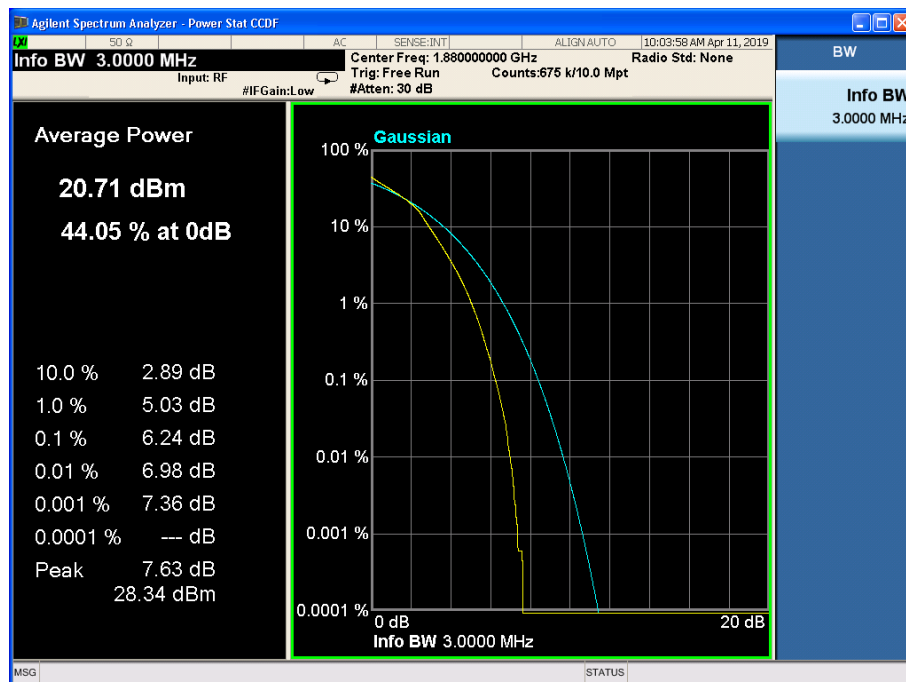 Agilent Spectrum Analyzer - Power Stat CCDF
LXI 50 Ω AC SENSE:INT ALIGN AUTO 10:03:58 AM Apr 11, 2019
Info BW 3.0000 MHz
Center Freq: 1.880000000 GHz Radio Std: None
Input: RF Trig: Free Run Counts:675 k/10.0 Mpt
#IFGain:Low #Atten: 30 dB
BW
Info BW
3.0000 MHz
Average Power
20.71 dBm
44.05 % at 0dB
10.0 % 2.89 dB
1.0 % 5.03 dB
0.1 % 6.24 dB
0.01 % 6.98 dB
0.001 % 7.36 dB
0.0001 % --- dB
Peak 7.63 dB
28.34 dBm
Gaussian
100 %
10 %
1 %
0.1 %
0.01 %
0.001 %
0.0001 %
0 dB 20 dB
Info BW 3.0000 MHz
MSG STATUS